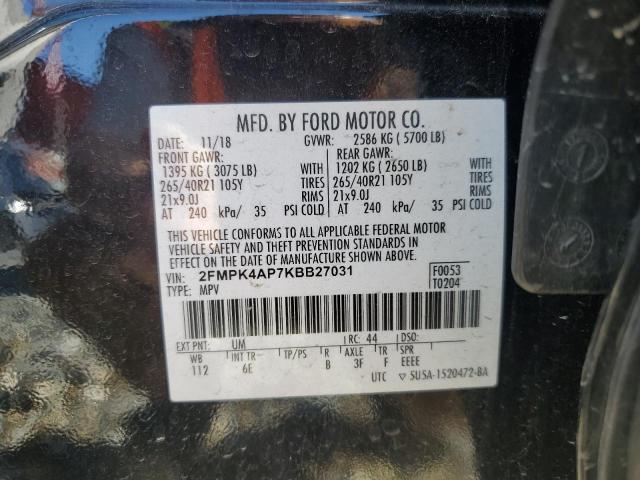 MFD. BY FORD MOTOR CO.
DATE: 11/18 GVWR: 2586 KG ( 5700 LB)
FRONT GAWR: REAR GAWR:
1395 KG ( 3075 LB) WITH 1202 KG ( 2650 LB) WITH
265/40R21 105Y TIRES 265/40R21 105Y TIRES
21x9.0J RIMS 21x9.0J RIMS
AT 240 kPa/ 35 PSI COLD AT 240 kPa/ 35 PSI COLD
THIS VEHICLE CONFORMS TO ALL APPLICABLE FEDERAL MOTOR
VEHICLE SAFETY AND THEFT PREVENTION STANDARDS IN
EFFECT ON THE DATE OF MANUFACTURE SHOWN ABOVE.
VIN: 2FMPK4AP7KBB27031 F0053
TYPE: MPV T0204
EXT PNT: UM RC: 44 DSO:
WB INT TR TP/PS R AXLE TR SPR
112 6E B 3F F EEEE
UTC ▽ SU5A-1520472-BA